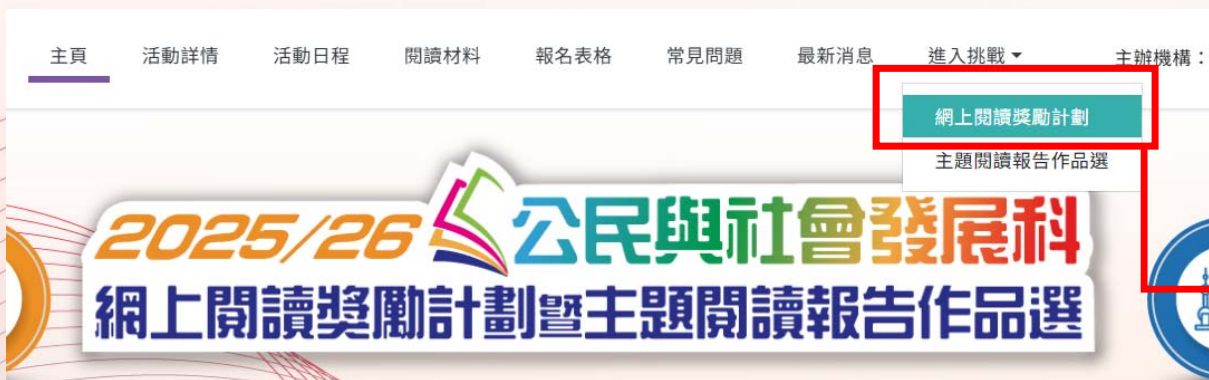 主頁 活動詳情 活動日程 閱讀材料 報名表格 常見問題 最新消息 進入挑戰 主辦機構：
網上閱讀獎勵計劃
主題閱讀報告作品選
2025/26 公民與社會發展科
網上閱讀獎勵計劃暨主題閱讀報告作品選